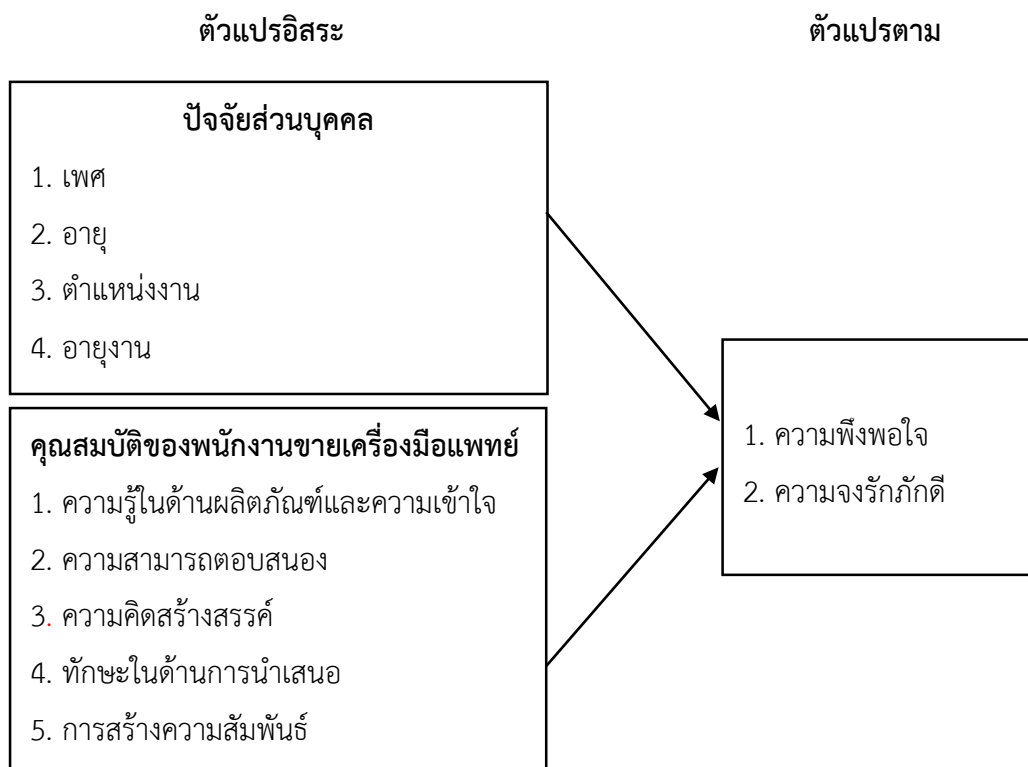 ตัวแปรอิสระ
ตัวแปรตาม
ปัจจัยส่วนบุคคล
1. เพศ
2. อายุ
3. ตำแหน่งงาน
4. อายุงาน
คุณสมบัติของพนักงานขายเครื่องมือแพทย์
1. ความรู้ในด้านผลิตภัณฑ์และความเข้าใจ
2. ความสามารถตอบสนอง
3. ความคิดสร้างสรรค์
4. ทักษะในด้านการนำเสนอ
5. การสร้างความสัมพันธ์
1. ความพึงพอใจ
2. ความจงรักภักดี